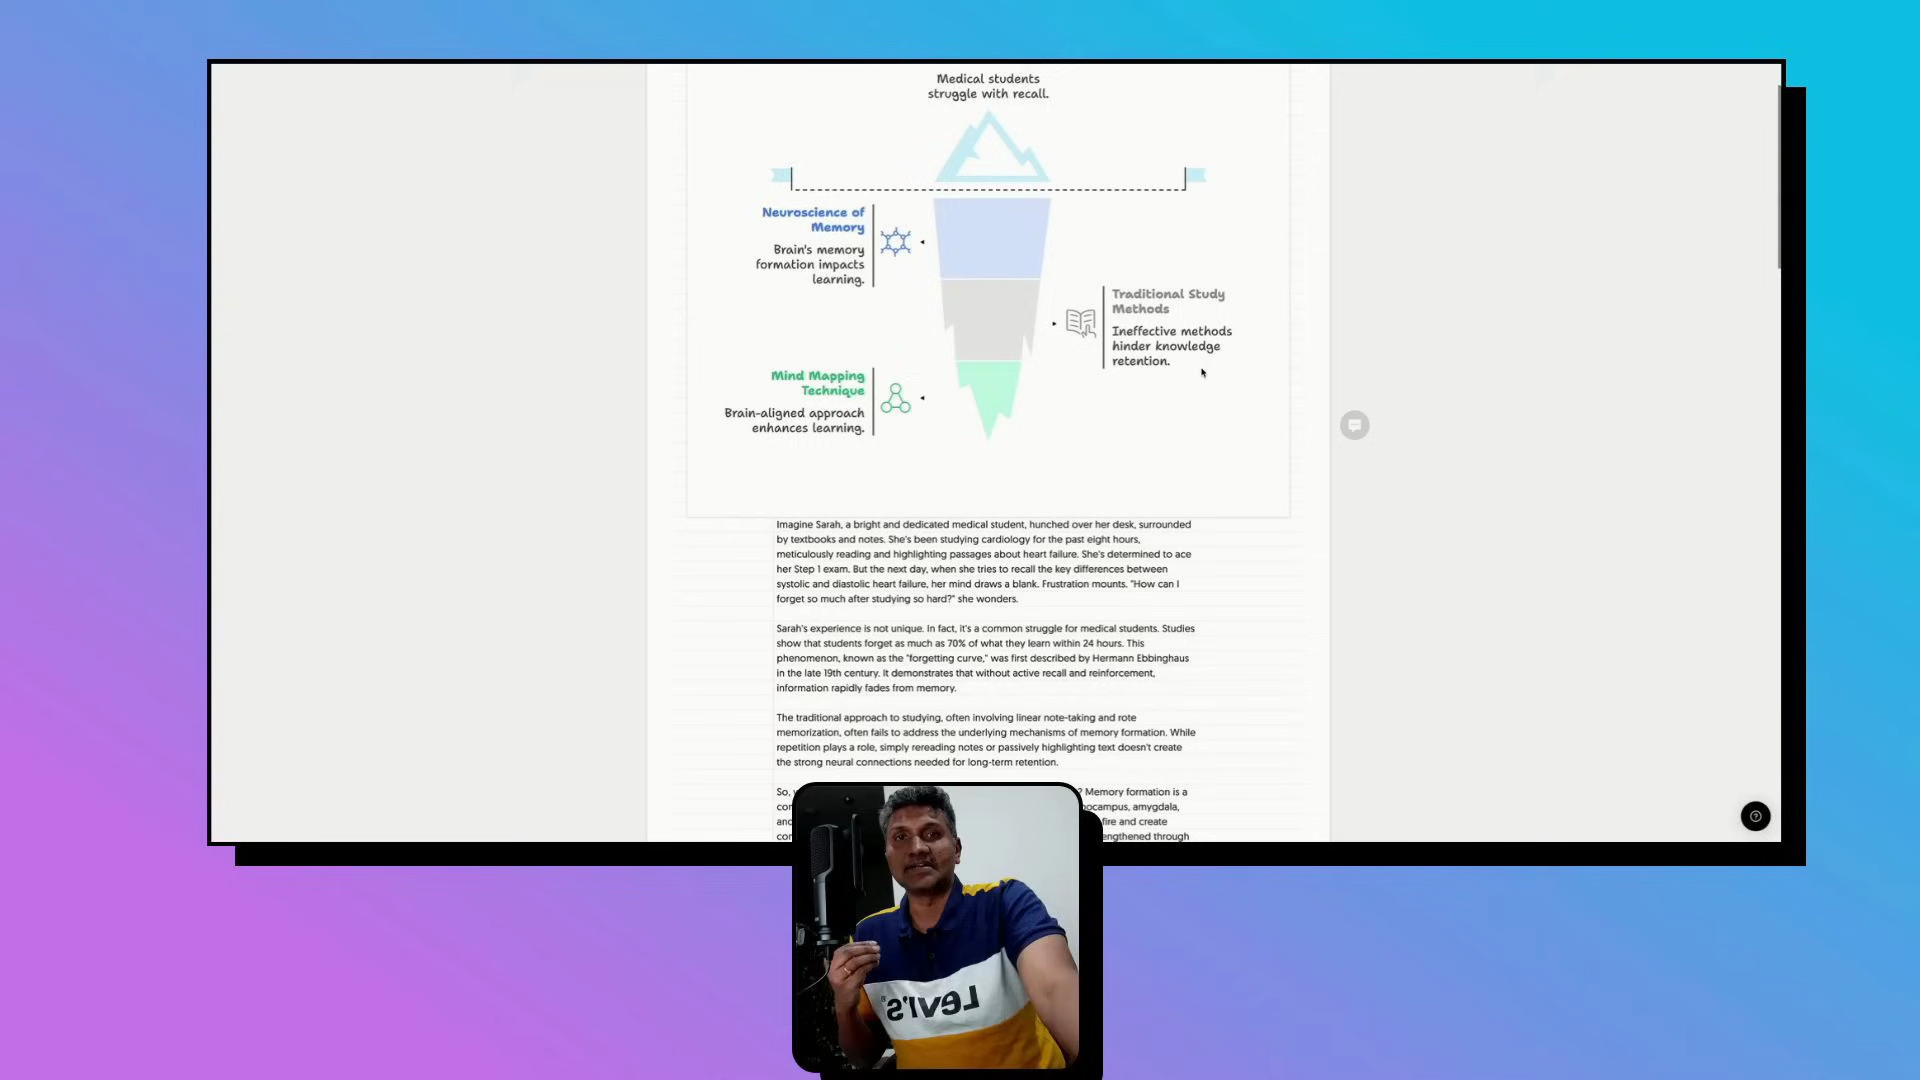 Medical students
struggle with recall.
Neuroscience of
Memory
Brain's memory
formation impacts
learning.
Traditional Study
Methods
Ineffective methods
hinder knowledge
retention.
Mind Mapping
Technique
Brain-aligned approach
enhances learning.
Imagine Sarah, a bright and dedicated medical student, hunched over her desk, surrounded
by textbooks and notes. She's been studying cardiology for the past eight hours,
meticulously reading and highlighting passages about heart failure. She's determined to ace
her Step 1 exam. But the next day, when she tries to recall the key differences between
systolic and diastolic heart failure, her mind draws a blank. Frustration mounts. "How can I
forget so much after studying so hard?" she wonders.
Sarah's experience is not unique. In fact, it's a common struggle for medical students. Studies
show that students forget as much as 70% of what they learn within 24 hours. This
phenomenon, known as the "forgetting curve," was first described by Hermann Ebbinghaus
in the late 19th century. It demonstrates that without active recall and reinforcement,
information rapidly fades from memory.
The traditional approach to studying, often involving linear note-taking and rote
memorization, often fails to address the underlying mechanisms of memory formation. While
repetition plays a role, simply rereading notes or passively highlighting text doesn't create
the strong neural connections needed for long-term retention.
So, ? Memory formation is a
amygdala,
fire and create
through
Levi's